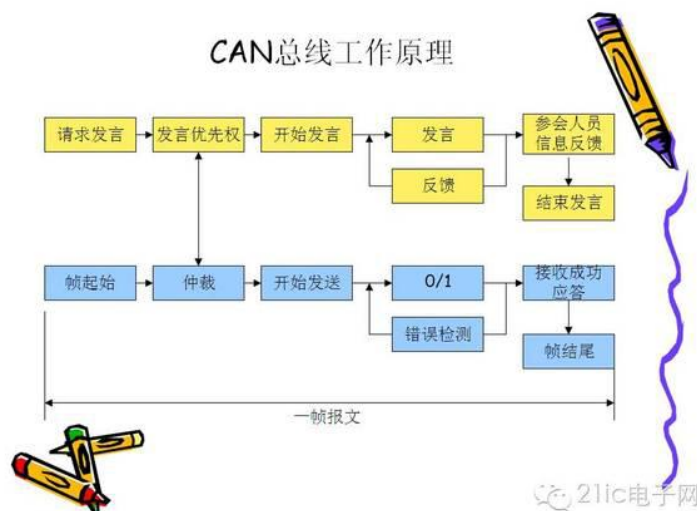 CAN总线工作原理
请求发言
发言优先权
开始发言
发言
参会人员
信息反馈
反馈
结束发言
帧起始
仲裁
开始发送
0/1
接收成功
应答
错误检测
帧结尾
一帧报文
21ic电子网